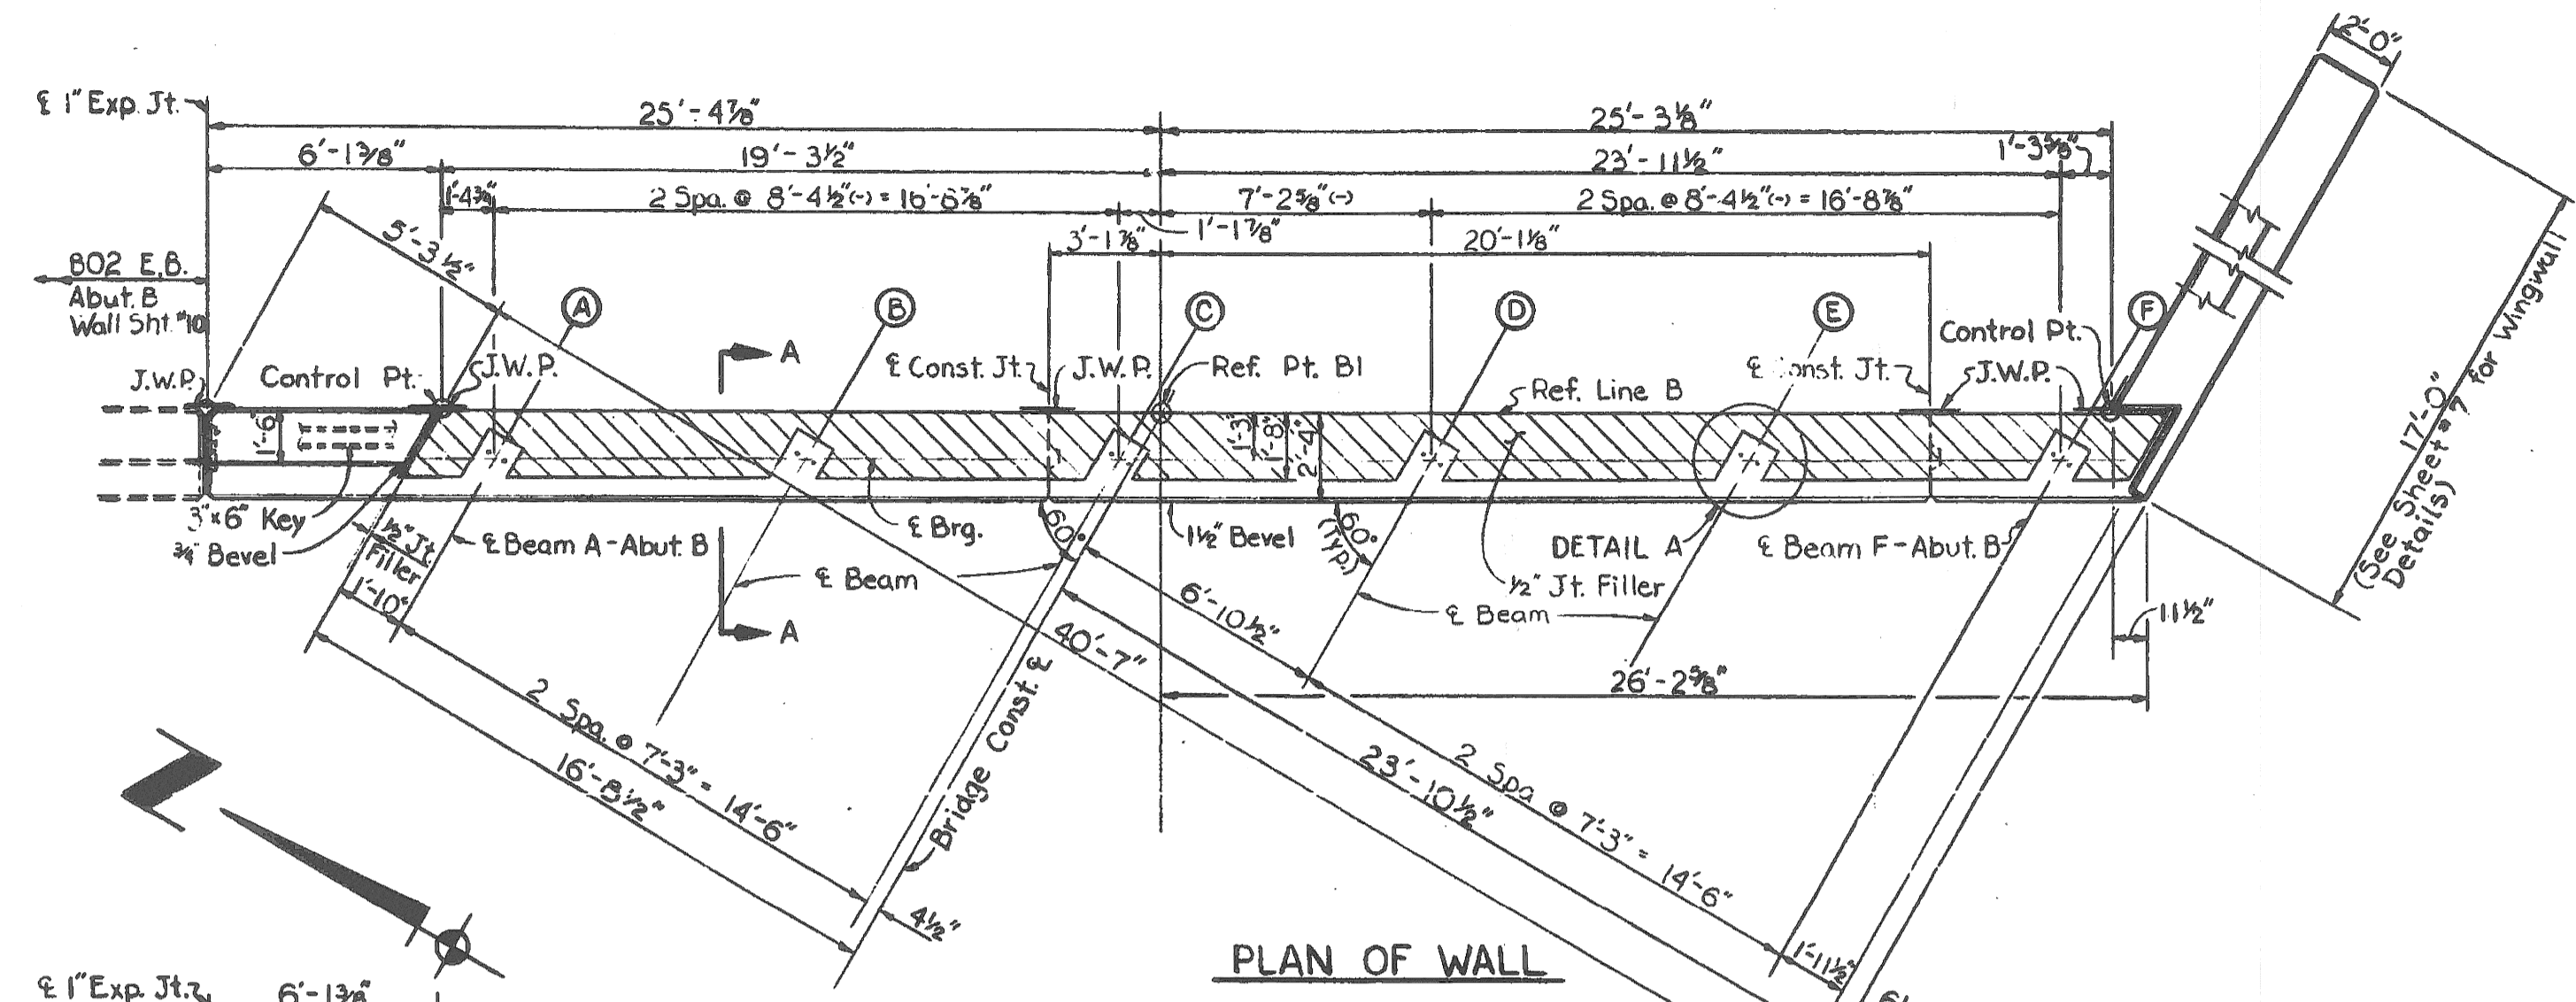 2'-0"
℄ 1" Exp. Jt.
25'-4⅞"
25'-3⅛"
6'-1⅜"
19'-3½"
23'-11½"
1'-4¾"
2 Spa. @ 8'-4½"(-) = 16'-8⅞"
1'-1⅞"
7'-2⅝"(-)
2 Spa. @ 8'-4½"(-) = 16'-8⅞"
5'-3½"
3'-1⅞"
20'-1⅛"
802 E.B.
Abut. B
Wall Sht. #10
A
B
C
D
E
F
A
J.W.P.
Control Pt.
J.W.P.
℄ Const. Jt.
J.W.P.
Ref. Pt. B1
Ref. Line B
℄ Const. Jt.
J.W.P.
Control Pt.
1'-6"
1'-3"
1'-8"
2'-4"
17'-0"
(See Sheet #7 for Wingwall
Details)
3"x6" Key
¾" Bevel
½" Jt.
Filler
℄ Beam A-Abut. B
℄ Brg.
60°
1½" Bevel
60°
(Typ.)
DETAIL A
½" Jt. Filler
℄ Beam F-Abut. B
1'-10"
℄ Beam
℄ Beam
A
11½"
6'-10½"
40'-7"
26'-2⅝"
2 Spa. @ 7'-3" = 14'-6"
16'-8½"
Bridge Const. ℄
23'-10½"
2 Spa @ 7'-3" = 14'-6"
4½"
1'-11½"
PLAN OF WALL
℄ 1" Exp. Jt.
6'-1⅜"